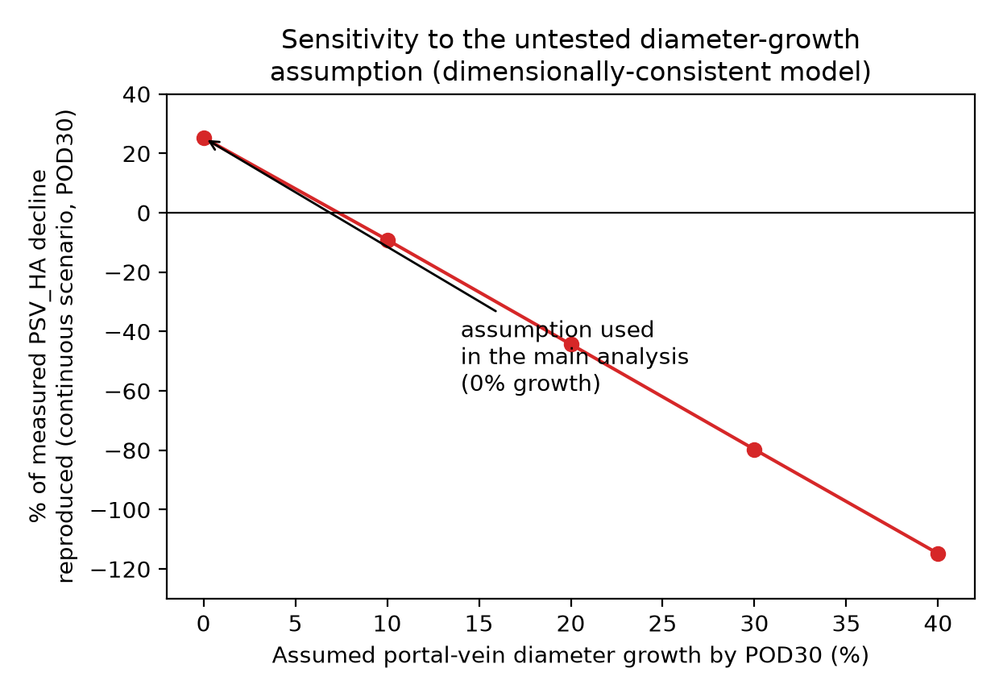 Sensitivity to the untested diameter-growth
assumption (dimensionally-consistent model)
% of measured PSV_HA decline
reproduced (continuous scenario, POD30)
40
20
0
−20
−40
−60
−80
−100
−120
assumption used
in the main analysis
(0% growth)
0 5 10 15 20 25 30 35 40
Assumed portal-vein diameter growth by POD30 (%)